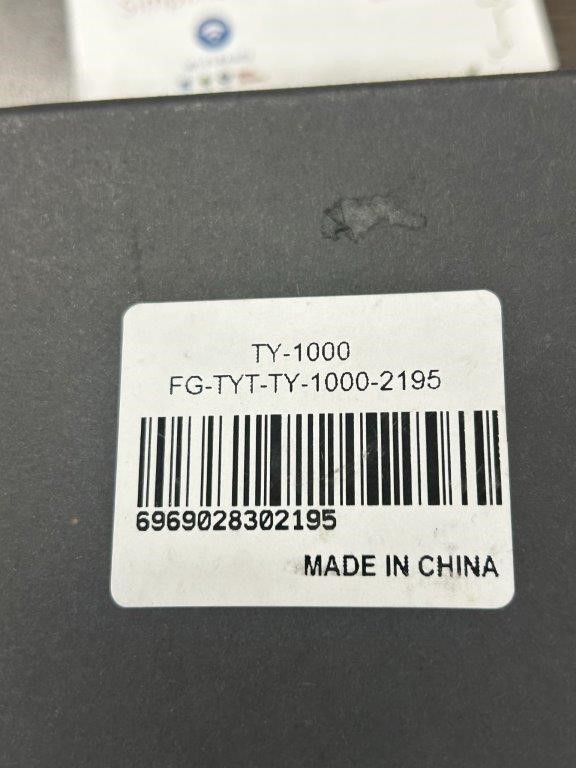 TY-1000
FG-TYT-TY-1000-2195
6969028302195
MADE IN CHINA